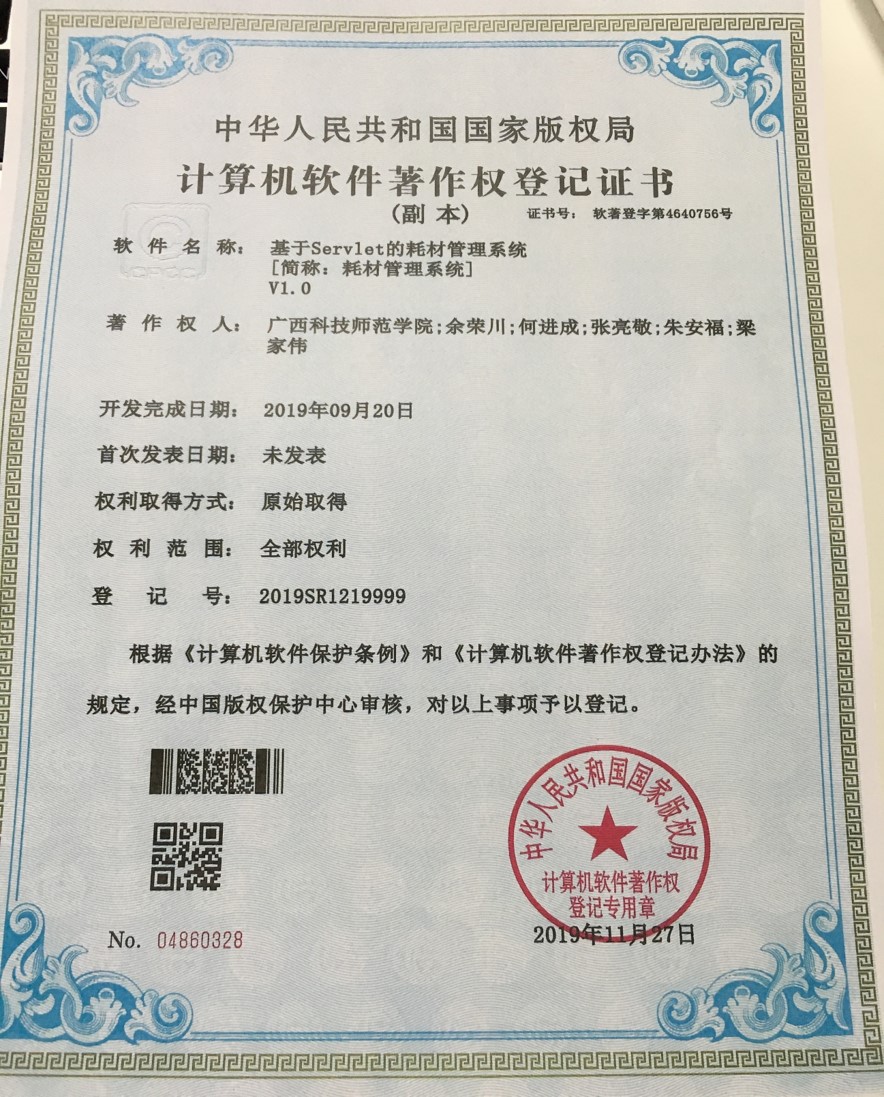 中华人民共和国国家版权局
计算机软件著作权登记证书
(副 本)
证书号: 软著登字第4640756号
软 件 名 称: 基于Servlet的耗材管理系统
[简称: 耗材管理系统]
V1.0
著 作 权 人: 广西科技师范学院;余荣川;何进成;张亮敬;朱安福;梁
家伟
开发完成日期: 2019年09月20日
首次发表日期: 未发表
权利取得方式: 原始取得
权 利 范 围: 全部权利
登 记 号: 2019SR1219999
根据《计算机软件保护条例》和《计算机软件著作权登记办法》的
规定,经中国版权保护中心审核,对以上事项予以登记。
中华人民共和国国家版权局
计算机软件著作权
登记专用章
2019年11月27日
No. 04860328